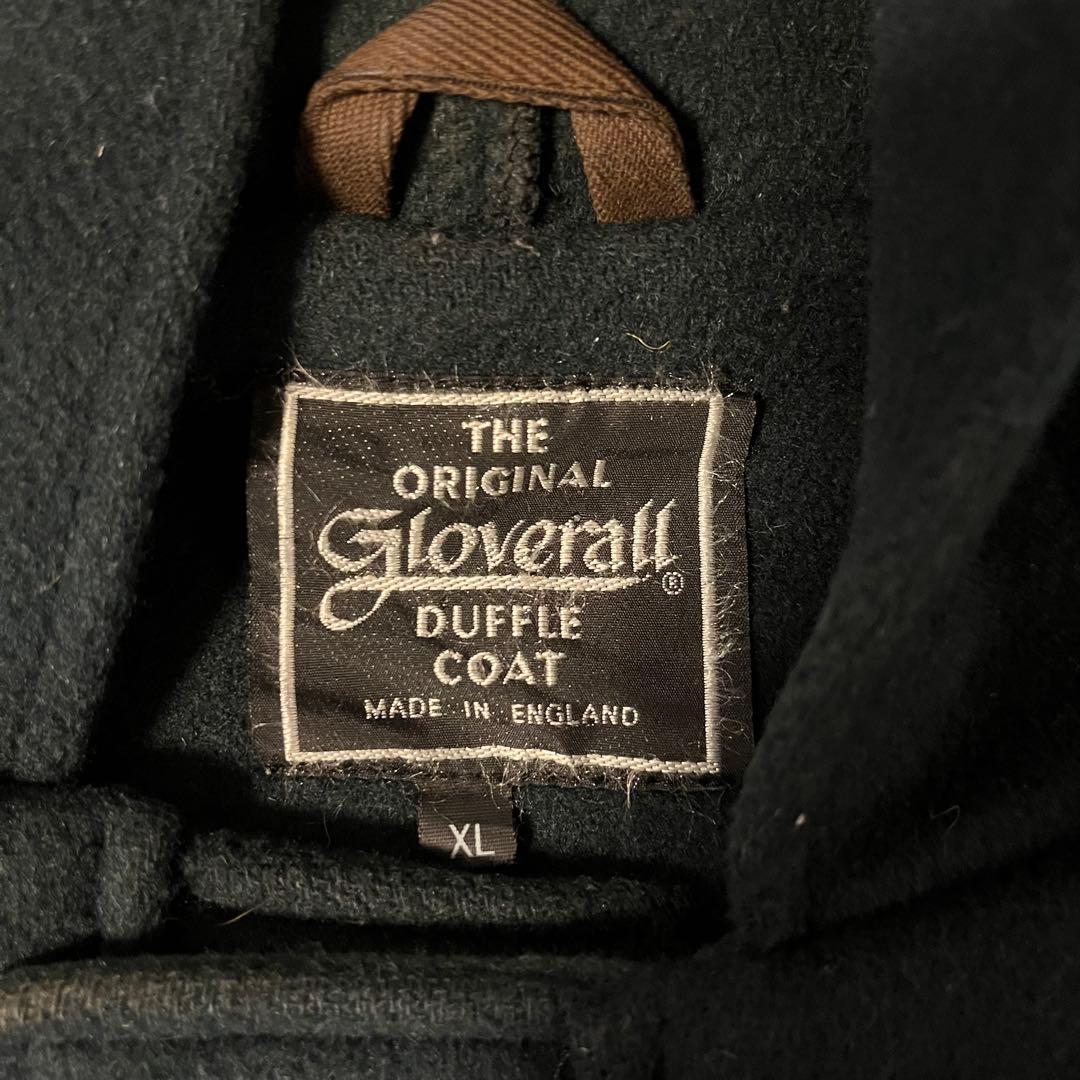 THE
ORIGINAL
Gloverall®
DUFFLE
COAT
MADE IN ENGLAND
XL